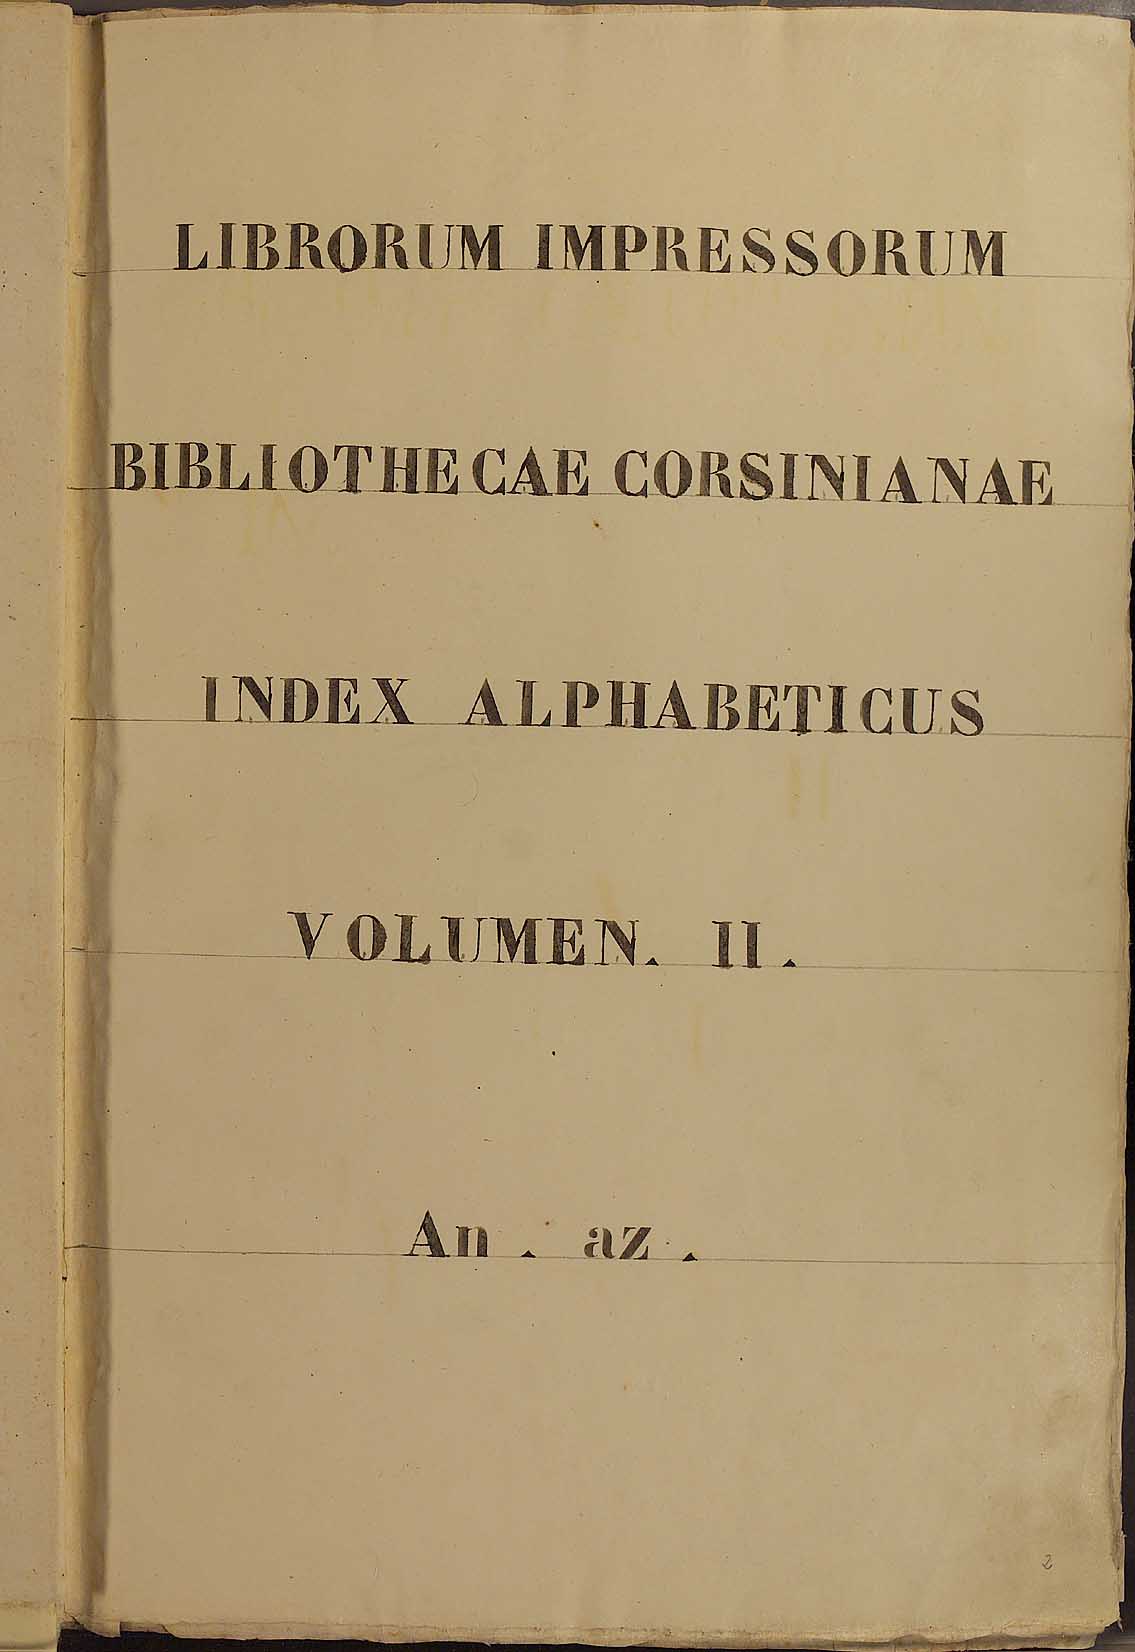 LIBRORUM IMPRESSORUM
BIBLIOTHECAE CORSINIANAE
INDEX ALPHABETICUS
VOLUMEN. II.
An. az.
2